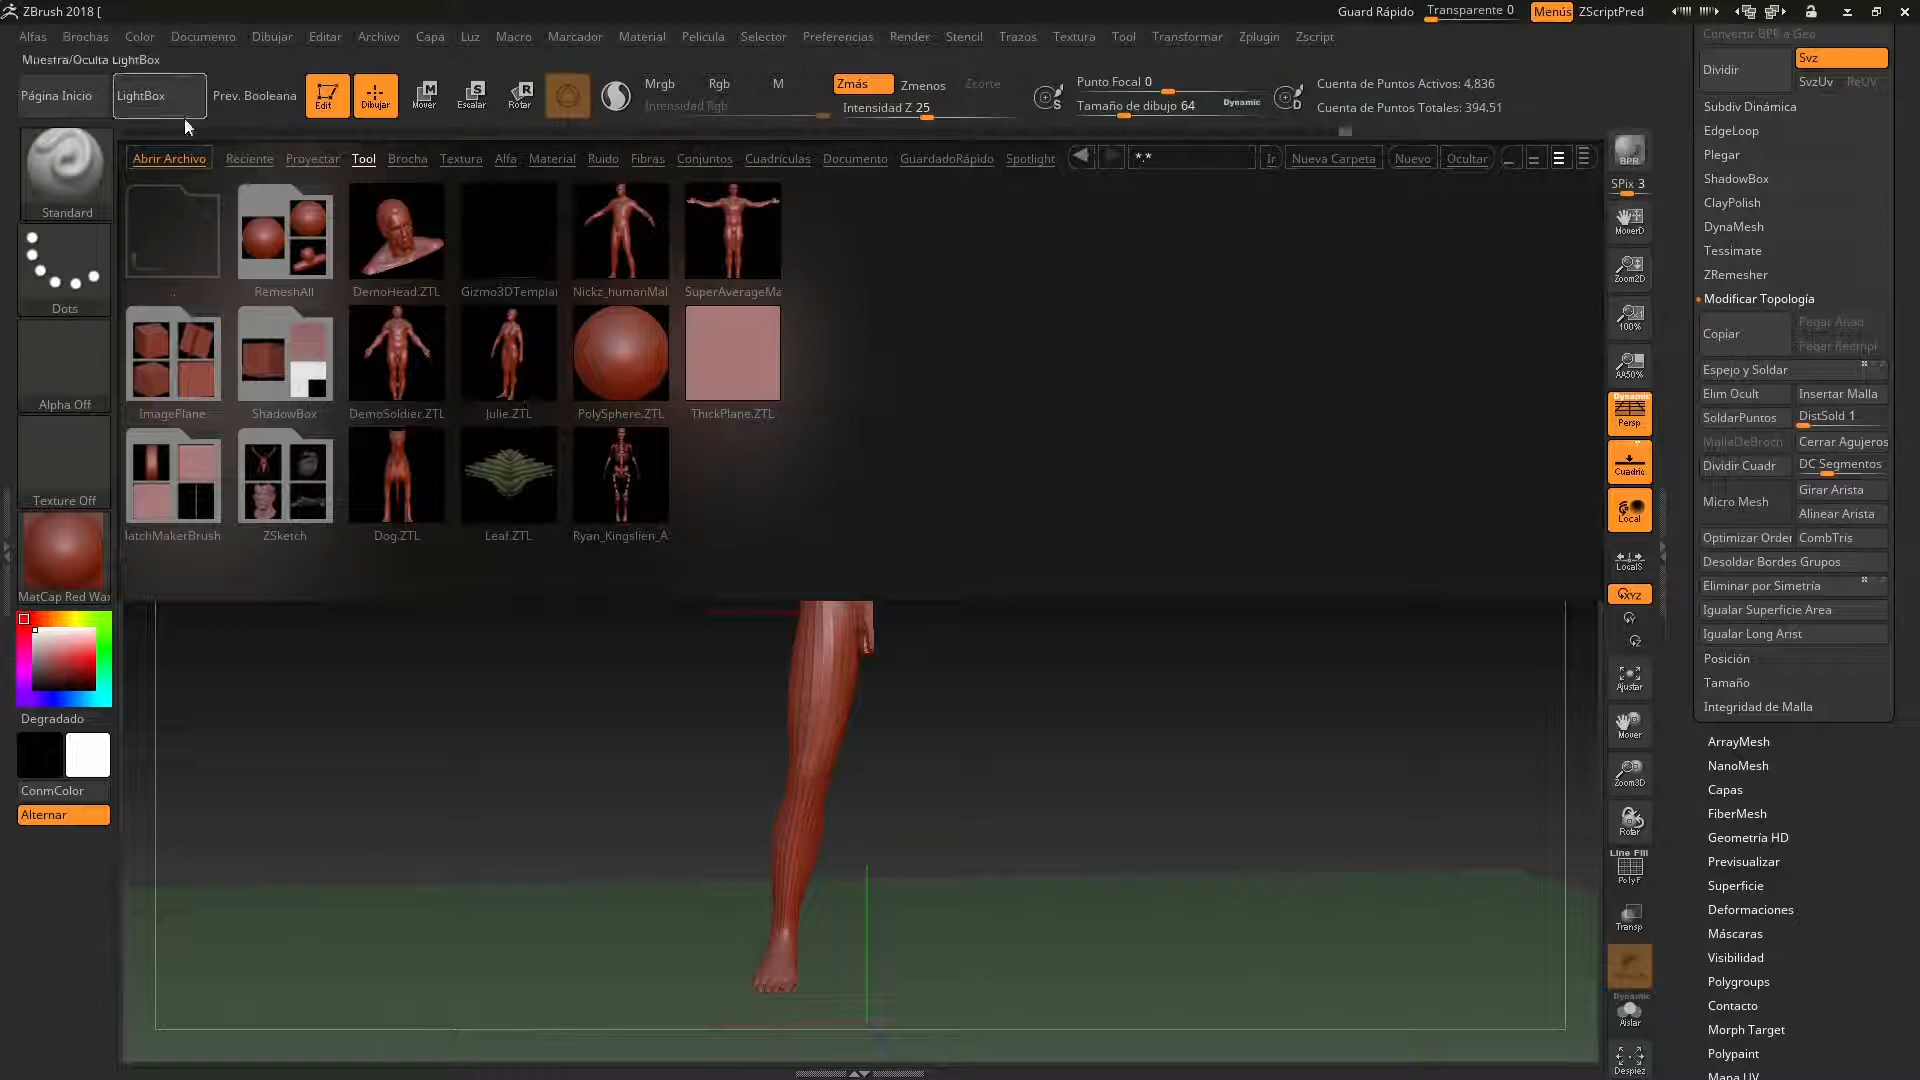 ZBrush 2018 [
Guard Rápido
Transparente 0
Menús
ZScriptPred
Alfas Brochas Color Documento Dibujar Editar Archivo Capa Luz Macro Marcador Material Pelicula Selector Preferencias Render Stencil Trazos Textura Tool Transformar Zplugin Zscript
Muestra/Oculta LightBox
Página Inicio
LightBox
Prev. Booleana
Edit
Dibujar
Mover
Escalar
Rotar
Mrgb
Rgb
M
Intensidad Rgb
Zmás
Zmenos
Zcorte
Intensidad Z 25
Punto Focal 0
Tamaño de dibujo 64
Dynamic
Cuenta de Puntos Activos: 4,836
Cuenta de Puntos Totales: 394.51
Abrir Archivo Reciente Proyectar Tool Brocha Textura Alfa Material Ruido Fibras Conjuntos Cuadrículas Documento GuardadoRápido Spotlight
*.*
Ir
Nueva Carpeta
Nuevo
Ocultar
..
RemeshAll
DemoHead.ZTL
Gizmo3DTemplat
Nickz_humanMal
SuperAverageMa
ImagePlane
ShadowBox
DemoSoldier.ZTL
Julie.ZTL
PolySphere.ZTL
ThickPlane.ZTL
latchMakerBrush
ZSketch
Dog.ZTL
Leaf.ZTL
Ryan_Kingslien_A
Standard
Dots
Alpha Off
Texture Off
MatCap Red Wax
Degradado
ConmColor
Alternar
BPR
SPix 3
MoverD
Zoom2D
100%
AA50%
Dynamic
Persp
Cuadríc
Local
LocalS
XYZ
Y
Z
Ajustar
Mover
Zoom3D
Rotar
Line Fill
PolyF
Transp
Dynamic
Aislar
Despiez
Convertir BPR a Geo
Dividir
Svz
SvzUv
ReUV
Subdiv Dinámica
EdgeLoop
Plegar
ShadowBox
ClayPolish
DynaMesh
Tessimate
ZRemesher
Modificar Topología
Copiar
Espejo y Soldar
Elim Ocult
Insertar Malla
SoldarPuntos
DistSold 1
MallaDeBroch
Cerrar Agujeros
Dividir Cuadr
DC Segmentos
Micro Mesh
Girar Arista
Alinear Arista
Optimizar Order
CombTris
Desoldar Bordes Grupos
Eliminar por Simetría
Igualar Superficie Area
Igualar Long Arist
Posición
Tamaño
Integridad de Malla
ArrayMesh
NanoMesh
Capas
FiberMesh
Geometría HD
Previsualizar
Superficie
Deformaciones
Máscaras
Visibilidad
Polygroups
Contacto
Morph Target
Polypaint
Mapa UV